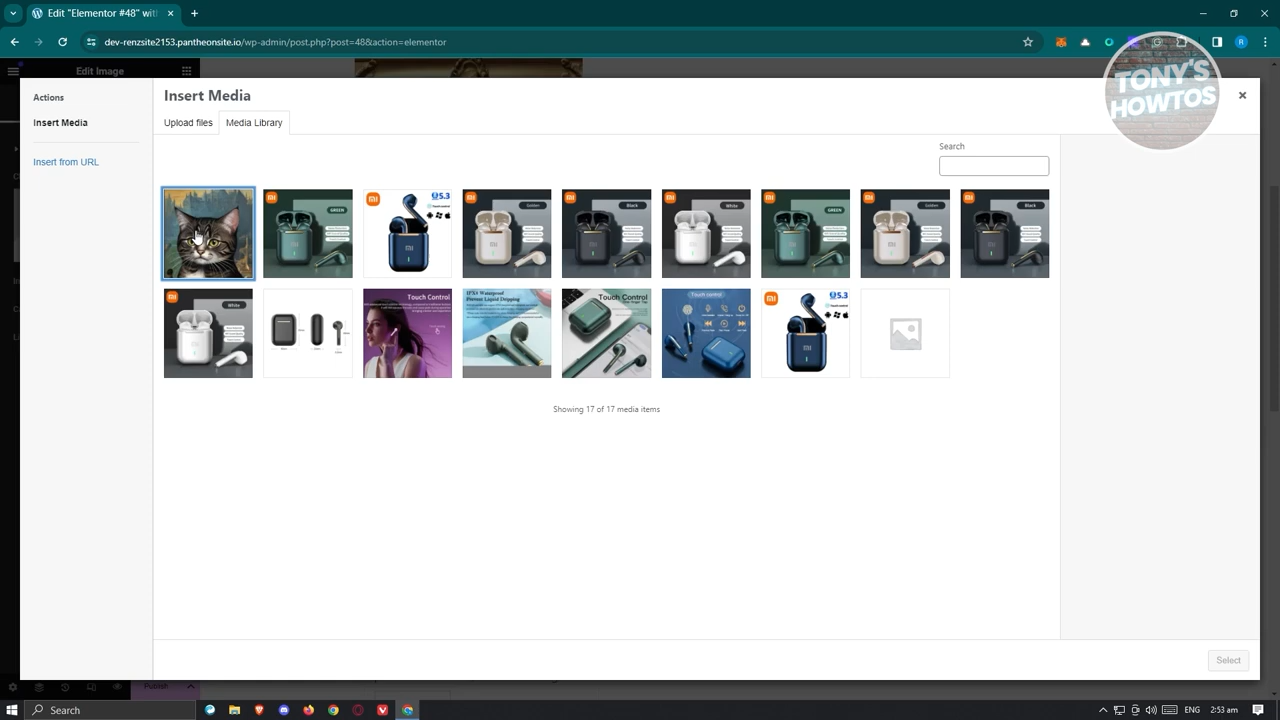 Edit "Elementor #48" wit
dev-renzsite2153.pantheonsite.io/wp-admin/post.php?post=48&action=elementor
Edit Image
TONY'S
HOWTOS
Actions
Insert Media
Insert from URL
Insert Media
Upload files
Media Library
Search
GREEN
5.3
Golden
Black
White
GREEN
Golden
Black
White
Touch Control
IPX4 Waterproof
Prevent Liquid Dripping
Touch Control
Touch control
5.3
Showing 17 of 17 media items
Select
Publish
Search
ENG
2:53 am